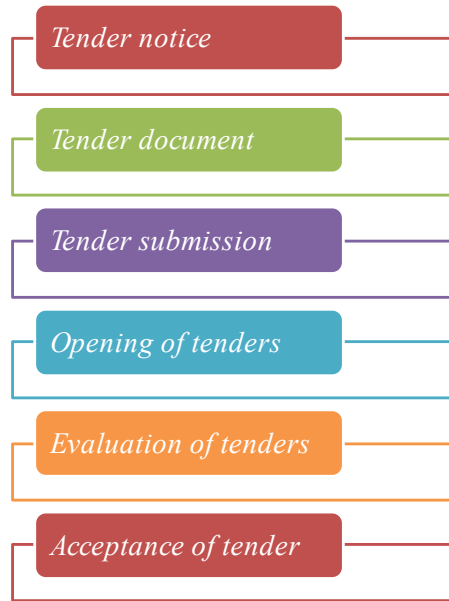 Tender notice
Tender document
Tender submission
Opening of tenders
Evaluation of tenders
Acceptance of tender